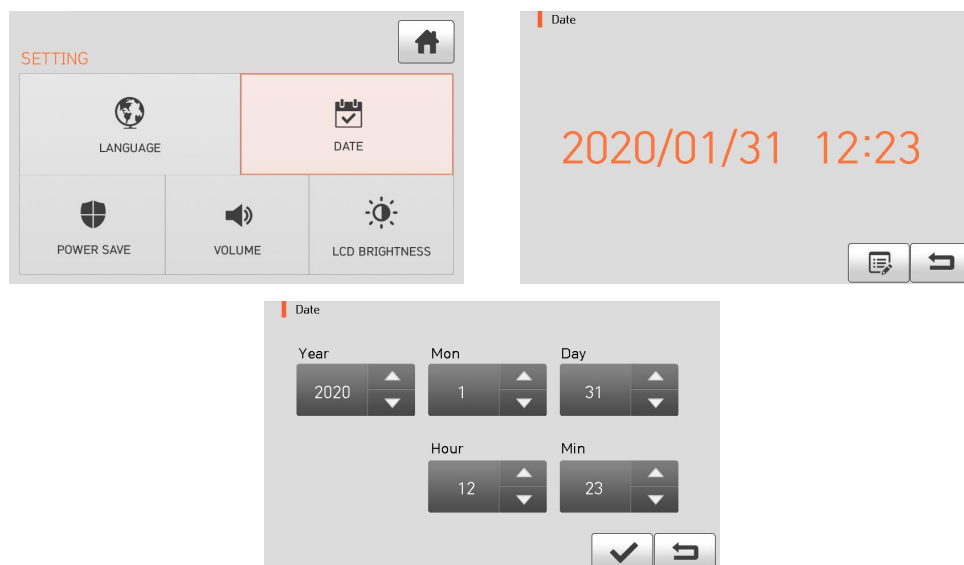 SETTING
LANGUAGE
DATE
POWER SAVE
VOLUME
LCD BRIGHTNESS
Date
2020/01/31 12:23
Date
Year Mon Day
2020 1 31
Hour Min
12 23